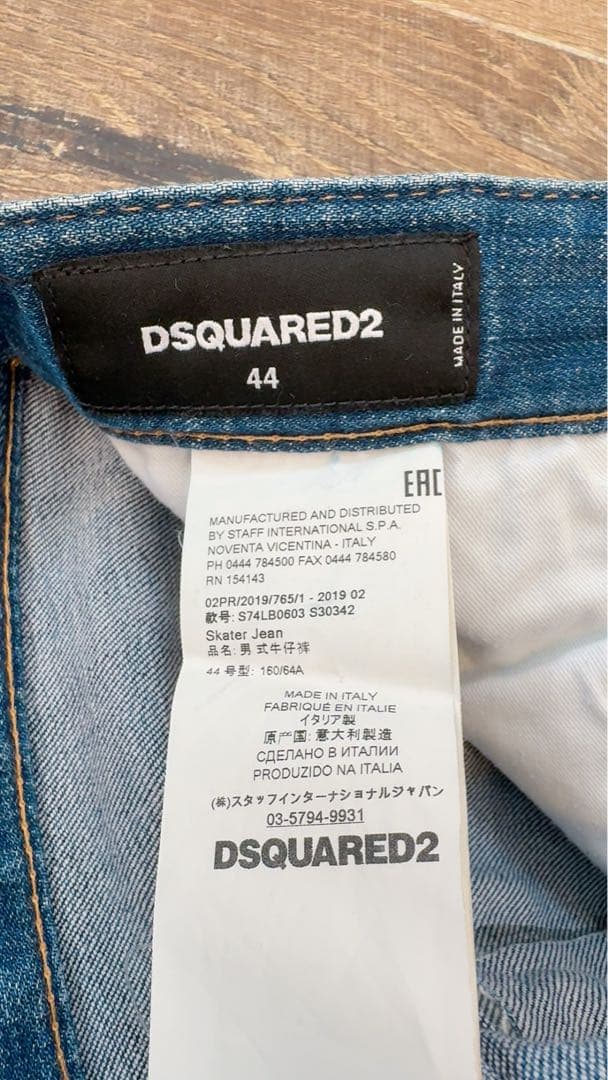 DSQUARED2
44
MADE IN ITALY
EAC
MANUFACTURED AND DISTRIBUTED
BY STAFF INTERNATIONAL S.P.A.
NOVENTA VICENTINA - ITALY
PH 0444 784500 FAX 0444 784580
RN 154143
02PR/2019/765/1 - 2019 02
款号: S74LB0603 S30342
Skater Jean
品名: 男 式牛仔裤
44 号型: 160/64A
MADE IN ITALY
FABRIQUÉ EN ITALIE
イタリア製
原产国: 意大利製造
СДЕЛАНО В ИТАЛИИ
PRODUZIDO NA ITALIA
(株)スタッフインターナショナルジャパン
03-5794-9931
DSQUARED2